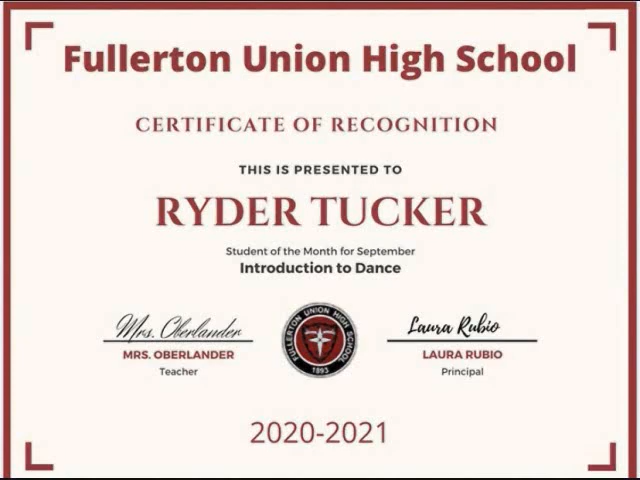 Fullerton Union High School
CERTIFICATE OF RECOGNITION
THIS IS PRESENTED TO
RYDER TUCKER
Student of the Month for September
Introduction to Dance
Mrs. Oberlander
Laura Rubio
MRS. OBERLANDER
LAURA RUBIO
Teacher
Principal
FULLERTON UNION HIGH SCHOOL
1893
2020-2021